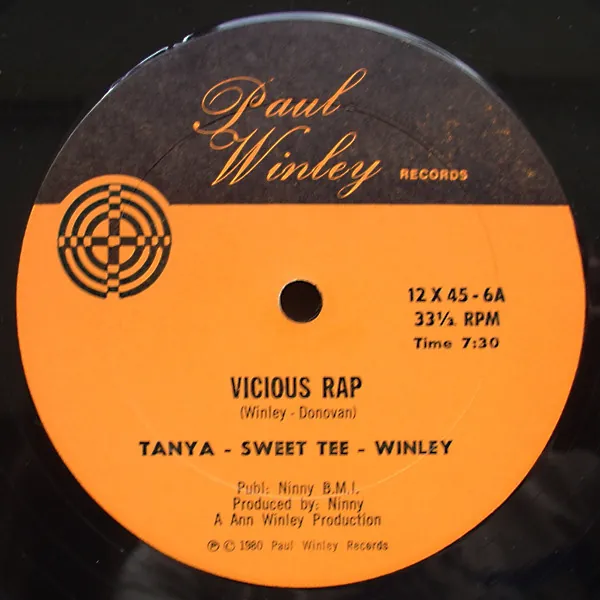 Paul
Winley RECORDS
12 X 45 - 6A
33⅓ RPM
Time 7:30
VICIOUS RAP
(Winley - Donovan)
TANYA - SWEET TEE - WINLEY
Publ: Ninny B.M.I.
Produced by: Ninny
A Ann Winley Production
℗ © 1980 Paul Winley Records